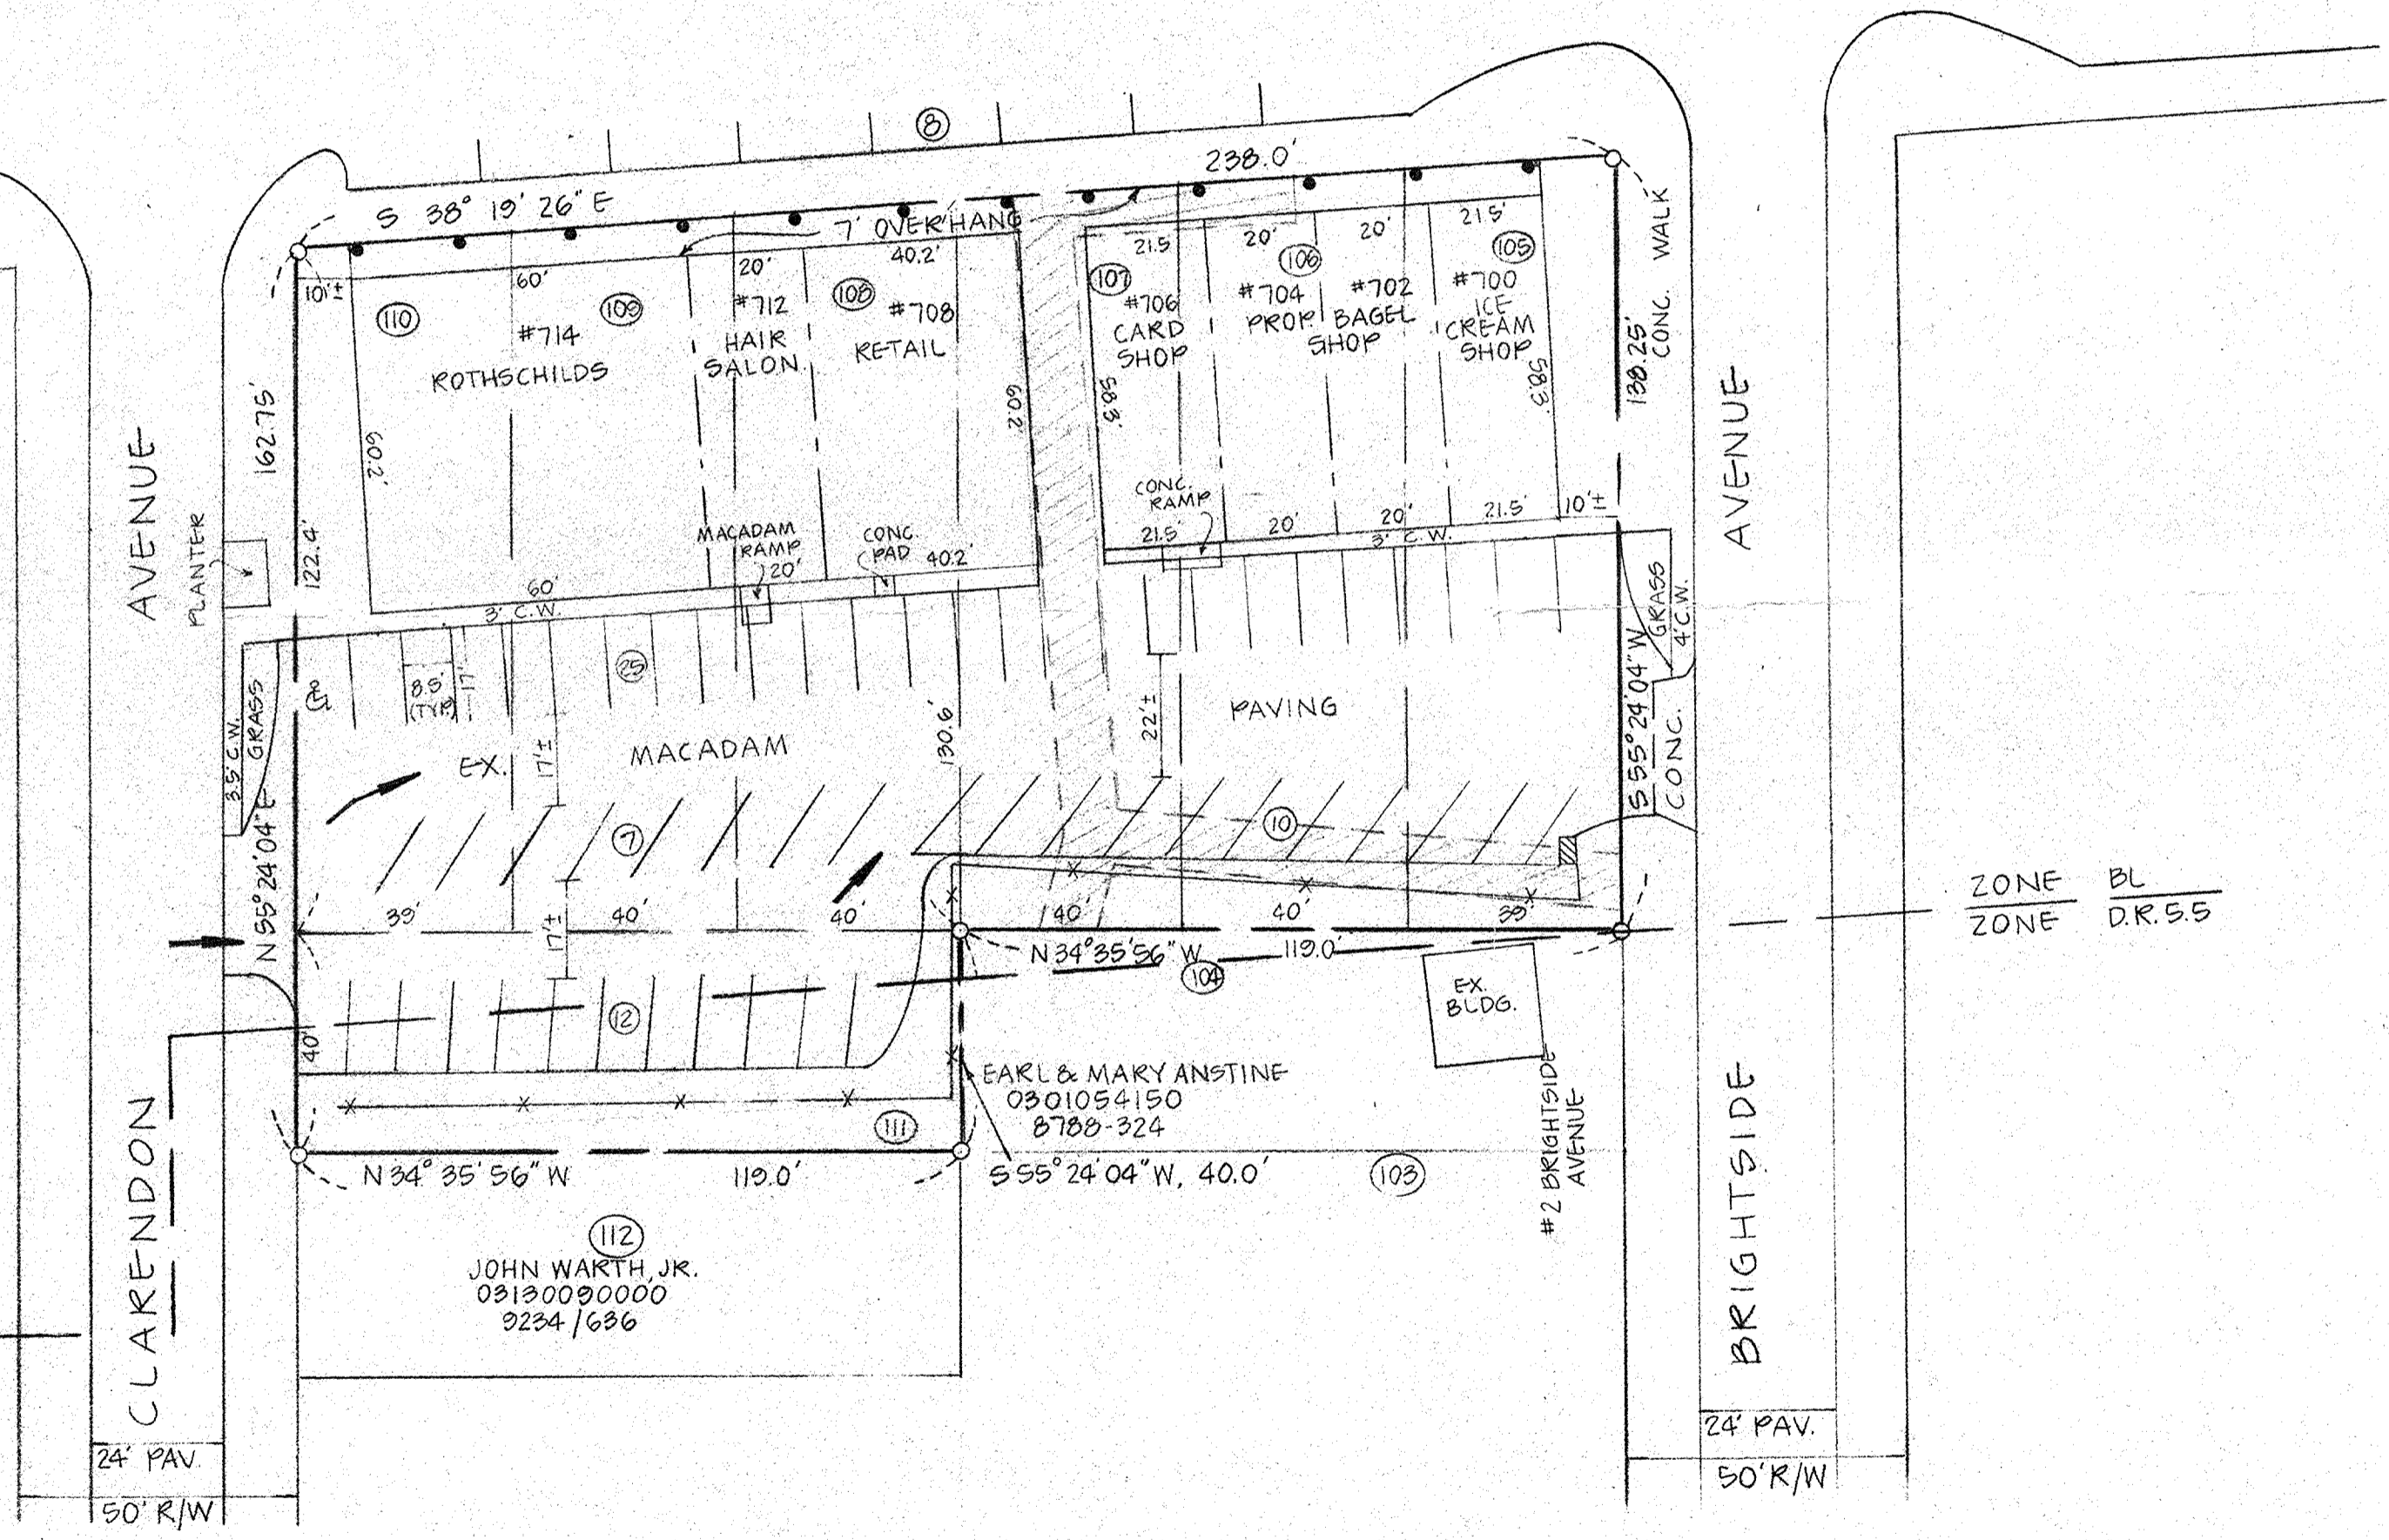 8
238.0'
S 38° 19' 26" E
7' OVERHANG
10'±
60'
20'
40.2'
21.5
20'
20'
21.5'
110
109
108
107
106
105
#714
ROTHSCHILDS
#712
HAIR
SALON
#708
RETAIL
#706
CARD
SHOP
#704
PROP.
#702
BAGEL
SHOP
#700
ICE
CREAM
SHOP
60.2'
60.2'
58.3'
58.3'
162.75'
122.4'
138.25'
CONC. WALK
AVENUE
AVENUE
PLANTER
MACADAM
RAMP
20'
CONC.
PAD
40.2'
CONC.
RAMP
21.5'
20'
20'
21.5'
10'±
3' C.W.
60'
3' C.W.
GRASS
4' C.W.
25
8.5'
(TYP.)
17'
3.5' C.W.
GRASS
EX.
MACADAM
PAVING
17'±
130.6'
22'±
S 55° 24' 04" W
CONC.
7
10
N 55° 24' 04" E
39'
40'
40'
40'
40'
39'
17'±
N 34° 35' 56" W
119.0'
104
ZONE BL
ZONE D.R. 5.5
EX.
BLDG.
12
40'
EARL & MARY ANSTINE
0301054150
8788-324
111
N 34° 35' 56" W 119.0'
S 55° 24' 04" W, 40.0'
103
#2 BRIGHTSIDE
AVENUE
112
JOHN WARTH, JR.
03130090000
9234/636
CLARENDON
BRIGHTSIDE
24' PAV.
50' R/W
24' PAV.
50' R/W